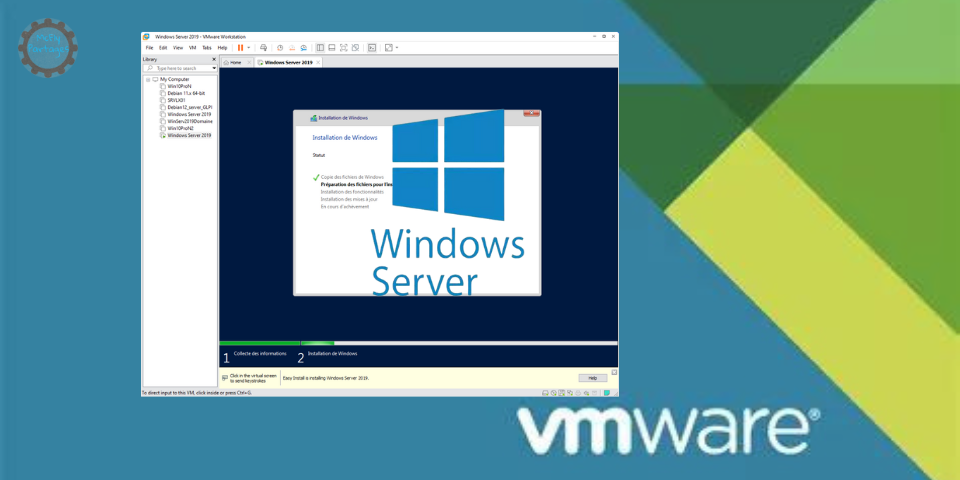 Windows Server 2019 - VMware Workstation
File Edit View VM Tabs Help
Library
Type here to search
Home
Windows Server 2019
My Computer
Win10ProN
Debian 11.x 64-bit
SRVLX01
Debian12_server_GLPI
Windows Server 2019
WinServ2019Domaine
Win10ProN2
Windows Server 2019
Installation de Windows
Installation de Windows
Statut
Copie des fichiers de Windows
Préparation des fichiers pour l'ins
Installation des fonctionnalités
Installation des mises à jour
En cours d'achèvement
Windows
Server
1 Collecte des informations
2 Installation de Windows
Click in the virtual screen
to send keystrokes
Easy Install is installing Windows Server 2019.
Help
To direct input to this VM, click inside or press Ctrl+G.
vmware®